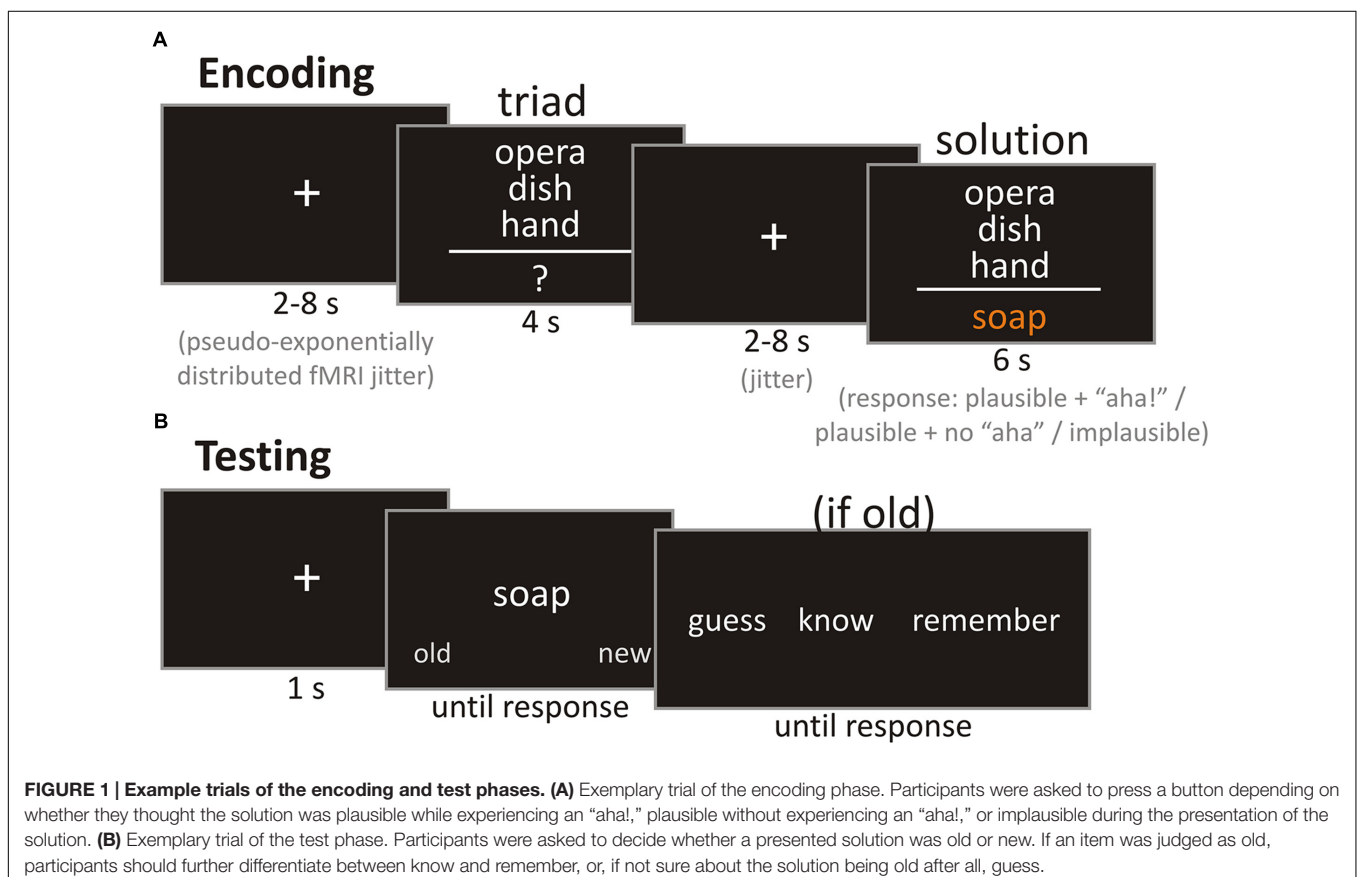 A
Encoding
triad
solution
+
opera
dish
hand
?
+
opera
dish
hand
soap
2-8 s
(pseudo-exponentially
distributed fMRI jitter)
4 s
2-8 s
(jitter)
6 s
(response: plausible + “aha!” /
plausible + no “aha” / implausible)
B
Testing
(if old)
+
soap
old new
guess know remember
1 s
until response
until response
FIGURE 1 | Example trials of the encoding and test phases. (A) Exemplary trial of the encoding phase. Participants were asked to press a button depending on
whether they thought the solution was plausible while experiencing an “aha!,” plausible without experiencing an “aha!,” or implausible during the presentation of the
solution. (B) Exemplary trial of the test phase. Participants were asked to decide whether a presented solution was old or new. If an item was judged as old,
participants should further differentiate between know and remember, or, if not sure about the solution being old after all, guess.